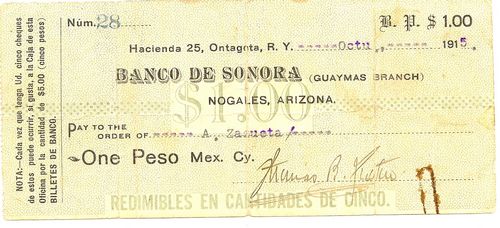 Núm. 28
B. P. $ 1.00
Hacienda 25, Ontagota, R. Y. -----Octu,-----1915
BANCO DE SONORA (GUAYMAS BRANCH)
$1.00
NOGALES, ARIZONA.
PAY TO THE
ORDER OF ----- A. Zazueta/-----
One Peso Mex. Cy.
REDIMIBLES EN CANTIDADES DE CINCO.
NOTA:—Cada vez que tenga Ud. cinco cheques
de estos puede ocurrir, si gusta, a la Caja de esta
Oficina por la cantidad de $5.00 (cinco pesos)
BILLETES DE BANCO.